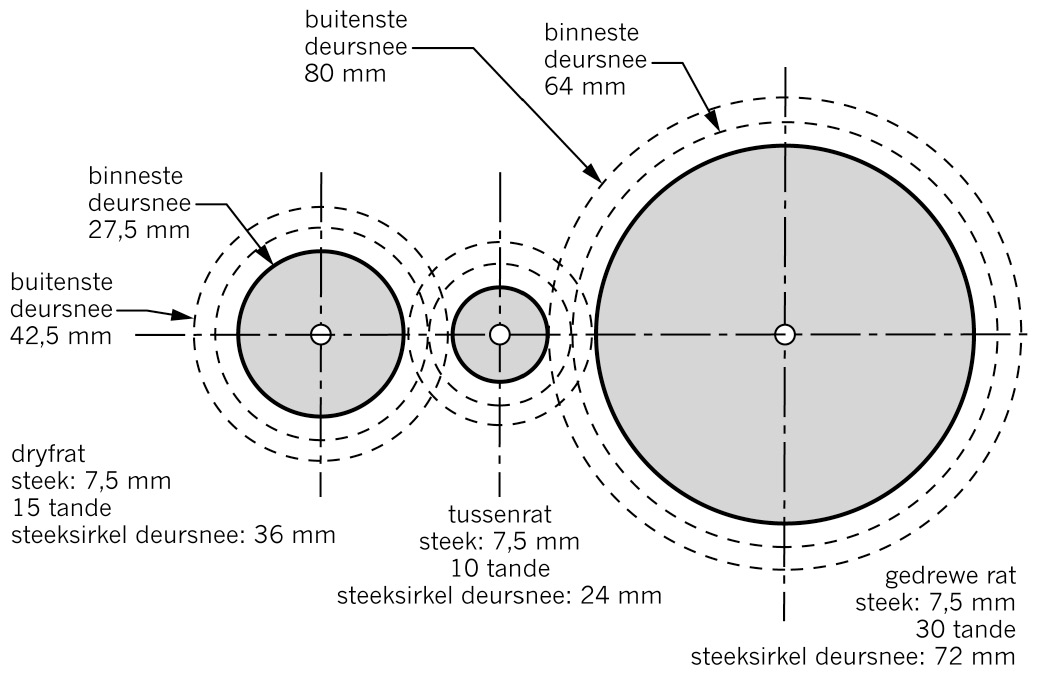 buitenste
deursnee
80 mm
binneste
deursnee
64 mm
binneste
deursnee
27,5 mm
buitenste
deursnee
42,5 mm
dryfrat
steek: 7,5 mm
15 tande
steeksirkel deursnee: 36 mm
tussenrat
steek: 7,5 mm
10 tande
steeksirkel deursnee: 24 mm
gedrewe rat
steek: 7,5 mm
30 tande
steeksirkel deursnee: 72 mm